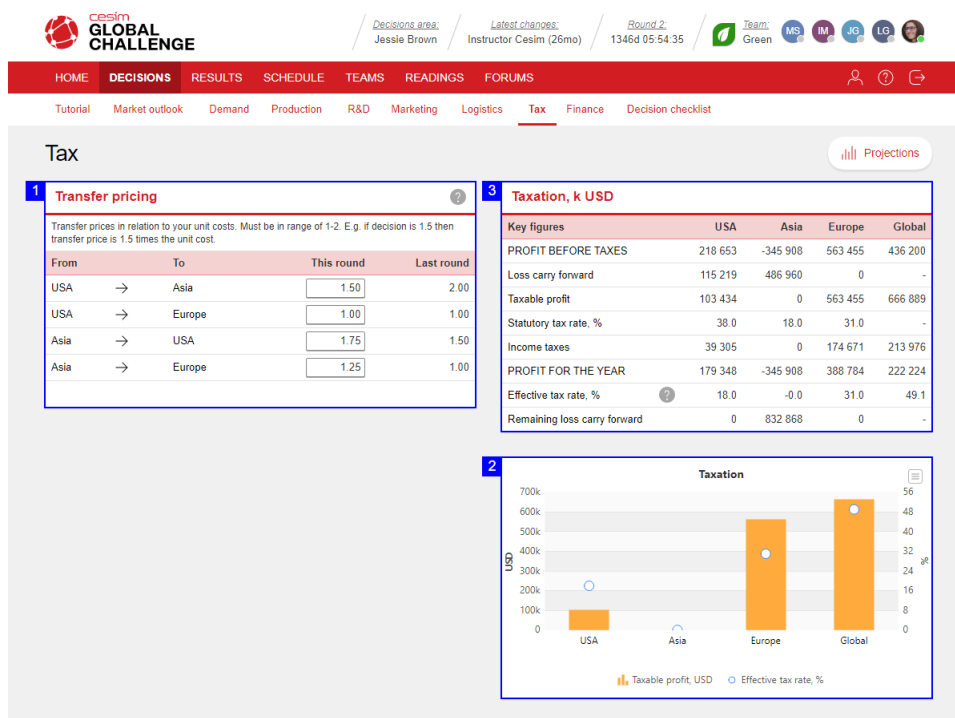 cesim
GLOBAL
CHALLENGE
Decisions area:
Jessie Brown
Latest changes:
Instructor Cesim (26mo)
Round 2:
1346d 05:54:35
Team:
Green
MS IM JG LG
HOME DECISIONS RESULTS SCHEDULE TEAMS READINGS FORUMS
Tutorial Market outlook Demand Production R&D Marketing Logistics Tax Finance Decision checklist
Tax
Projections
1
Transfer pricing
Transfer prices in relation to your unit costs. Must be in range of 1-2. E.g. if decision is 1.5 then
transfer price is 1.5 times the unit cost.
From To This round Last round
USA → Asia 1.50 2.00
USA → Europe 1.00 1.00
Asia → USA 1.75 1.50
Asia → Europe 1.25 1.00
3
Taxation, k USD
Key figures USA Asia Europe Global
PROFIT BEFORE TAXES 218 653 -345 908 563 455 436 200
Loss carry forward 115 219 486 960 0 -
Taxable profit 103 434 0 563 455 666 889
Statutory tax rate, % 38.0 18.0 31.0 -
Income taxes 39 305 0 174 671 213 976
PROFIT FOR THE YEAR 179 348 -345 908 388 784 222 224
Effective tax rate, % ? 18.0 -0.0 31.0 49.1
Remaining loss carry forward 0 832 868 0 -
2
Taxation
700k 56
600k 48
500k 40
400k 32
300k 24
200k 16
100k 8
0 0
USD
%
USA Asia Europe Global
Taxable profit, USD Effective tax rate, %